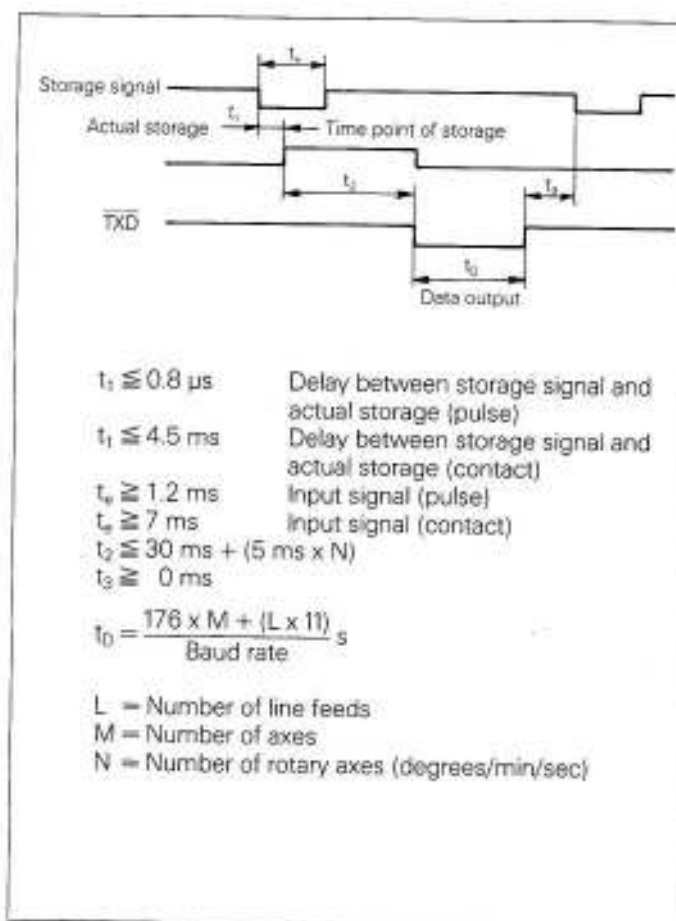 tₑ
Storage signal
t₁
Actual storage
Time point of storage
t₂
t₃
TXD
t_D
Data output
t₁ ≦ 0.8 µs Delay between storage signal and
actual storage (pulse)
t₁ ≦ 4.5 ms Delay between storage signal and
actual storage (contact)
tₑ ≧ 1.2 ms Input signal (pulse)
tₑ ≧ 7 ms Input signal (contact)
t₂ ≦ 30 ms + (5 ms x N)
t₃ ≧ 0 ms
t_D = 176 x M + (L x 11) s
Baud rate
L = Number of line feeds
M = Number of axes
N = Number of rotary axes (degrees/min/sec)